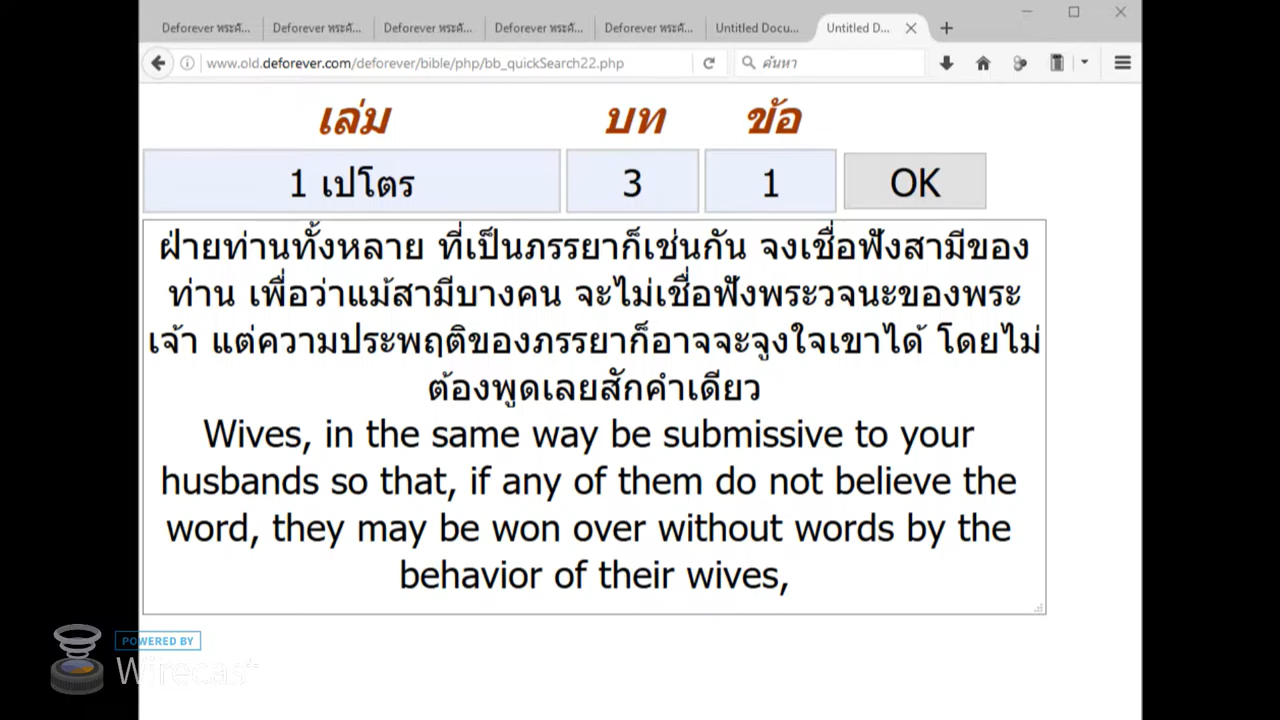 Deforever พระคั...
Deforever พระคั...
Deforever พระคั...
Deforever พระคั...
Deforever พระคั...
Untitled Docu...
Untitled D...
www.old.deforever.com/deforever/bible/php/bb_quickSearch22.php
ค้นหา
เล่ม บท ข้อ
1 เปโตร 3 1 OK
ฝ่ายท่านทั้งหลาย ที่เป็นภรรยาก็เช่นกัน จงเชื่อฟังสามีของ
ท่าน เพื่อว่าแม้สามีบางคน จะไม่เชื่อฟังพระวจนะของพระ
เจ้า แต่ความประพฤติของภรรยาก็อาจจะจูงใจเขาได้ โดยไม่
ต้องพูดเลยสักคำเดียว
Wives, in the same way be submissive to your
husbands so that, if any of them do not believe the
word, they may be won over without words by the
behavior of their wives,
POWERED BY
Wirecast